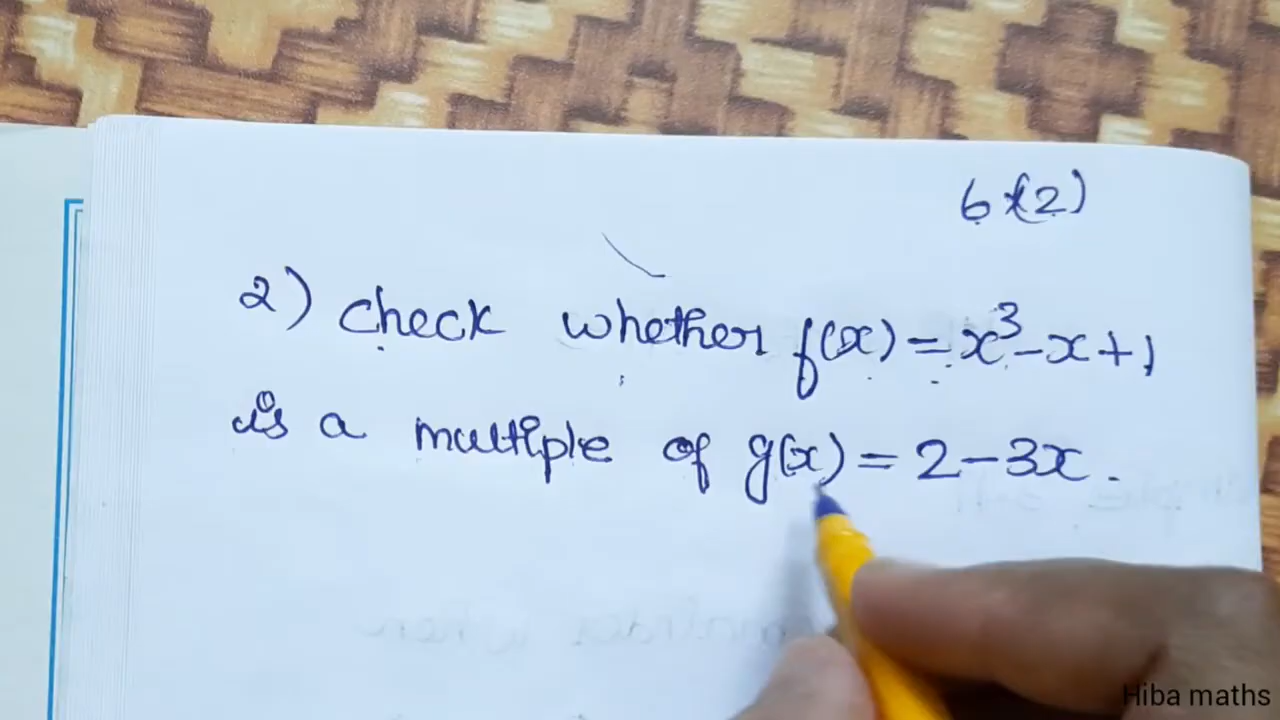 6 x(2)
2) Check whether f(x) = x³ - x + 1
is a multiple of g(x) = 2 - 3x .
Hiba maths